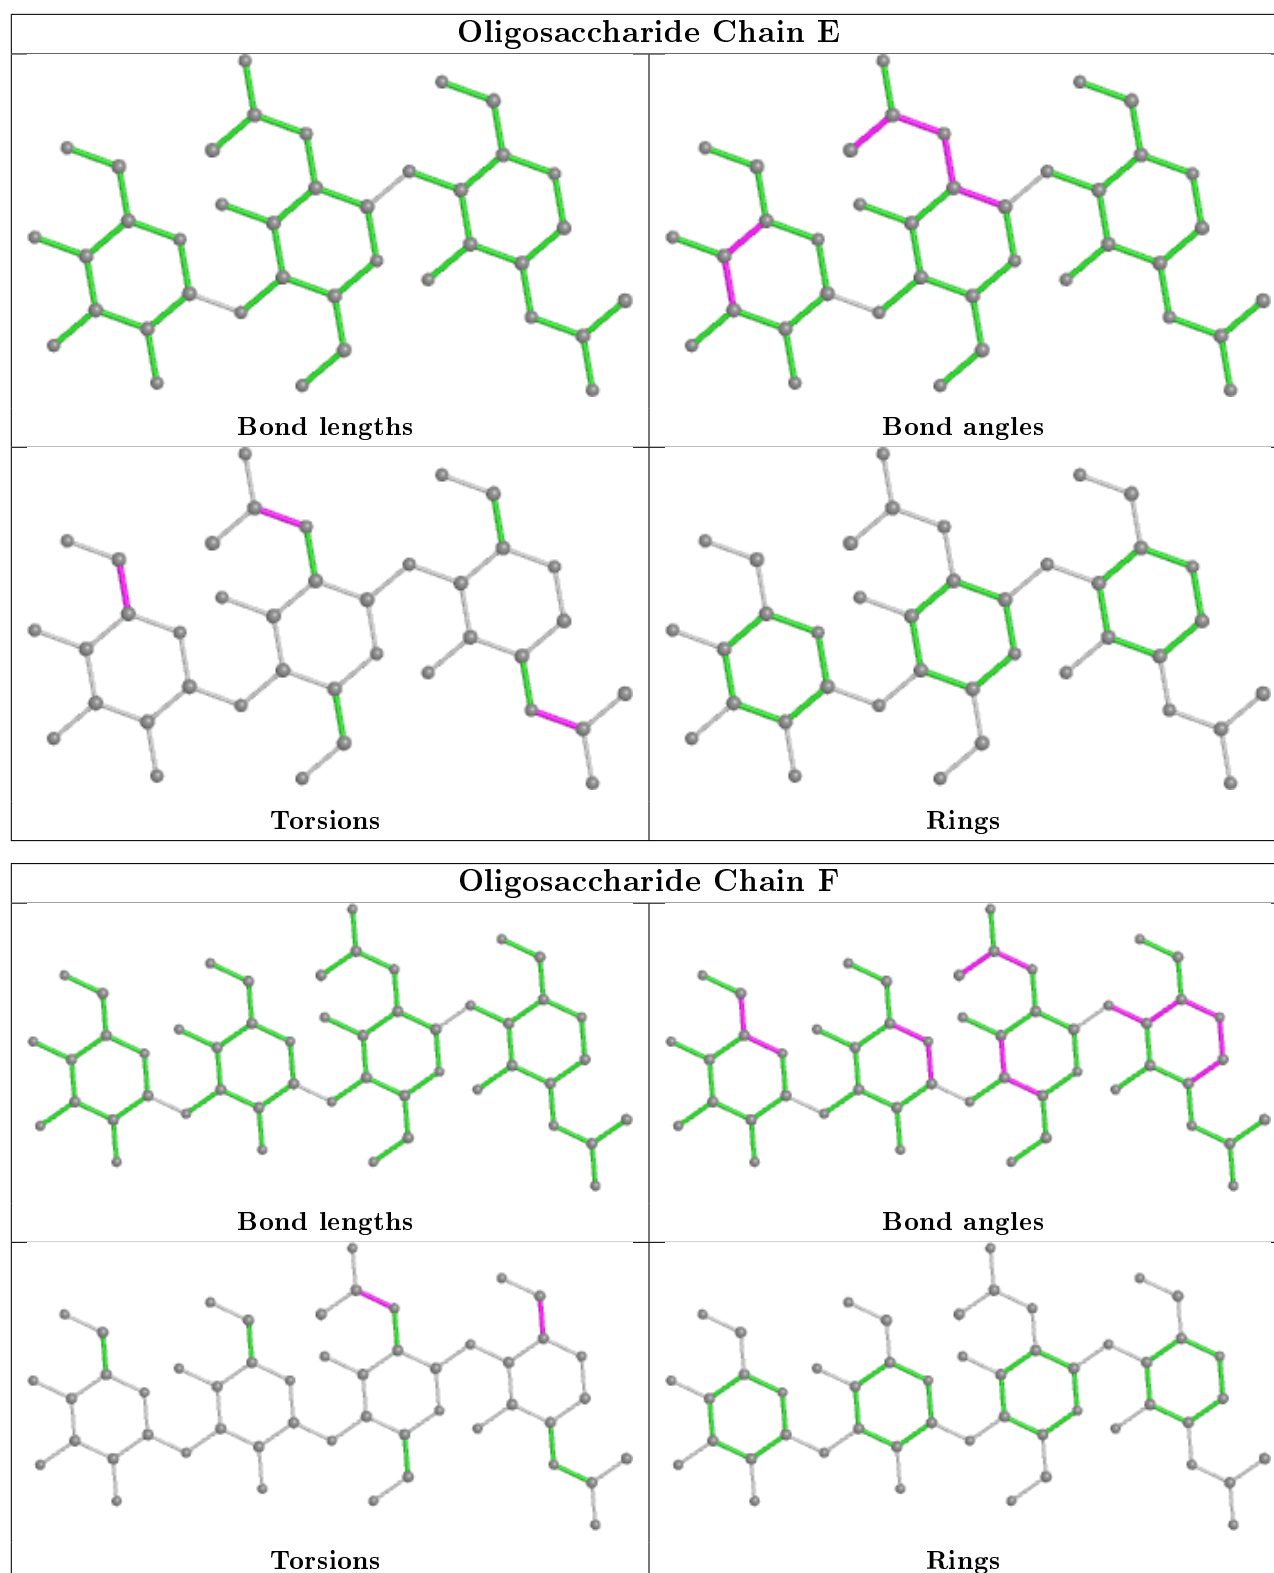 Oligosaccharide Chain E
Bond lengths
Bond angles
Torsions
Rings
Oligosaccharide Chain F
Bond lengths
Bond angles
Torsions
Rings